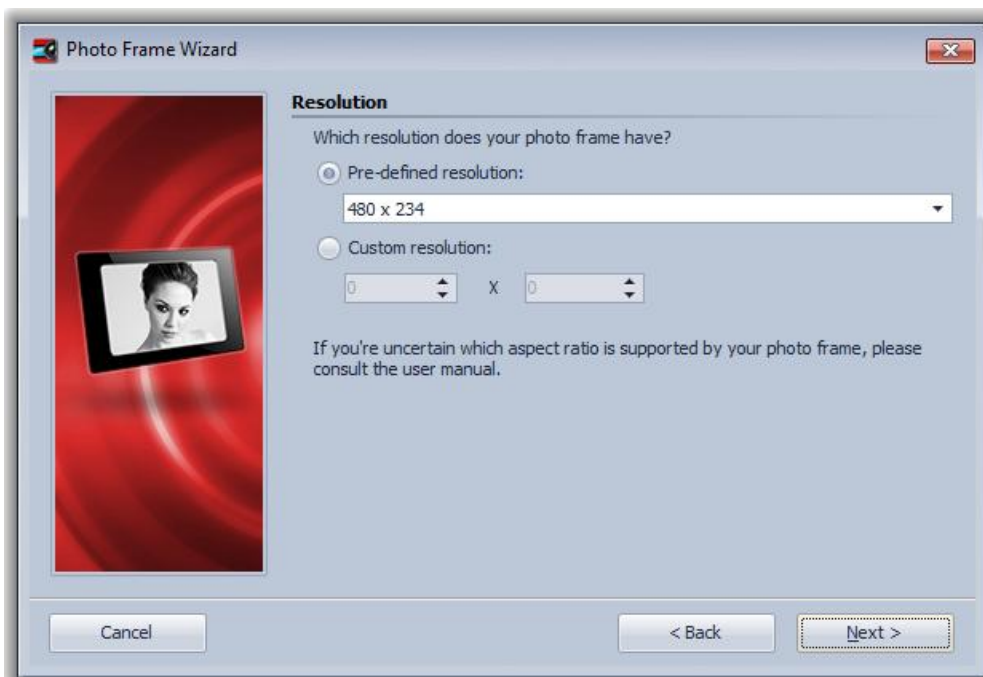 Photo Frame Wizard
Resolution
Which resolution does your photo frame have?
Pre-defined resolution:
480 x 234
Custom resolution:
0 X 0
If you're uncertain which aspect ratio is supported by your photo frame, please
consult the user manual.
Cancel < Back Next >